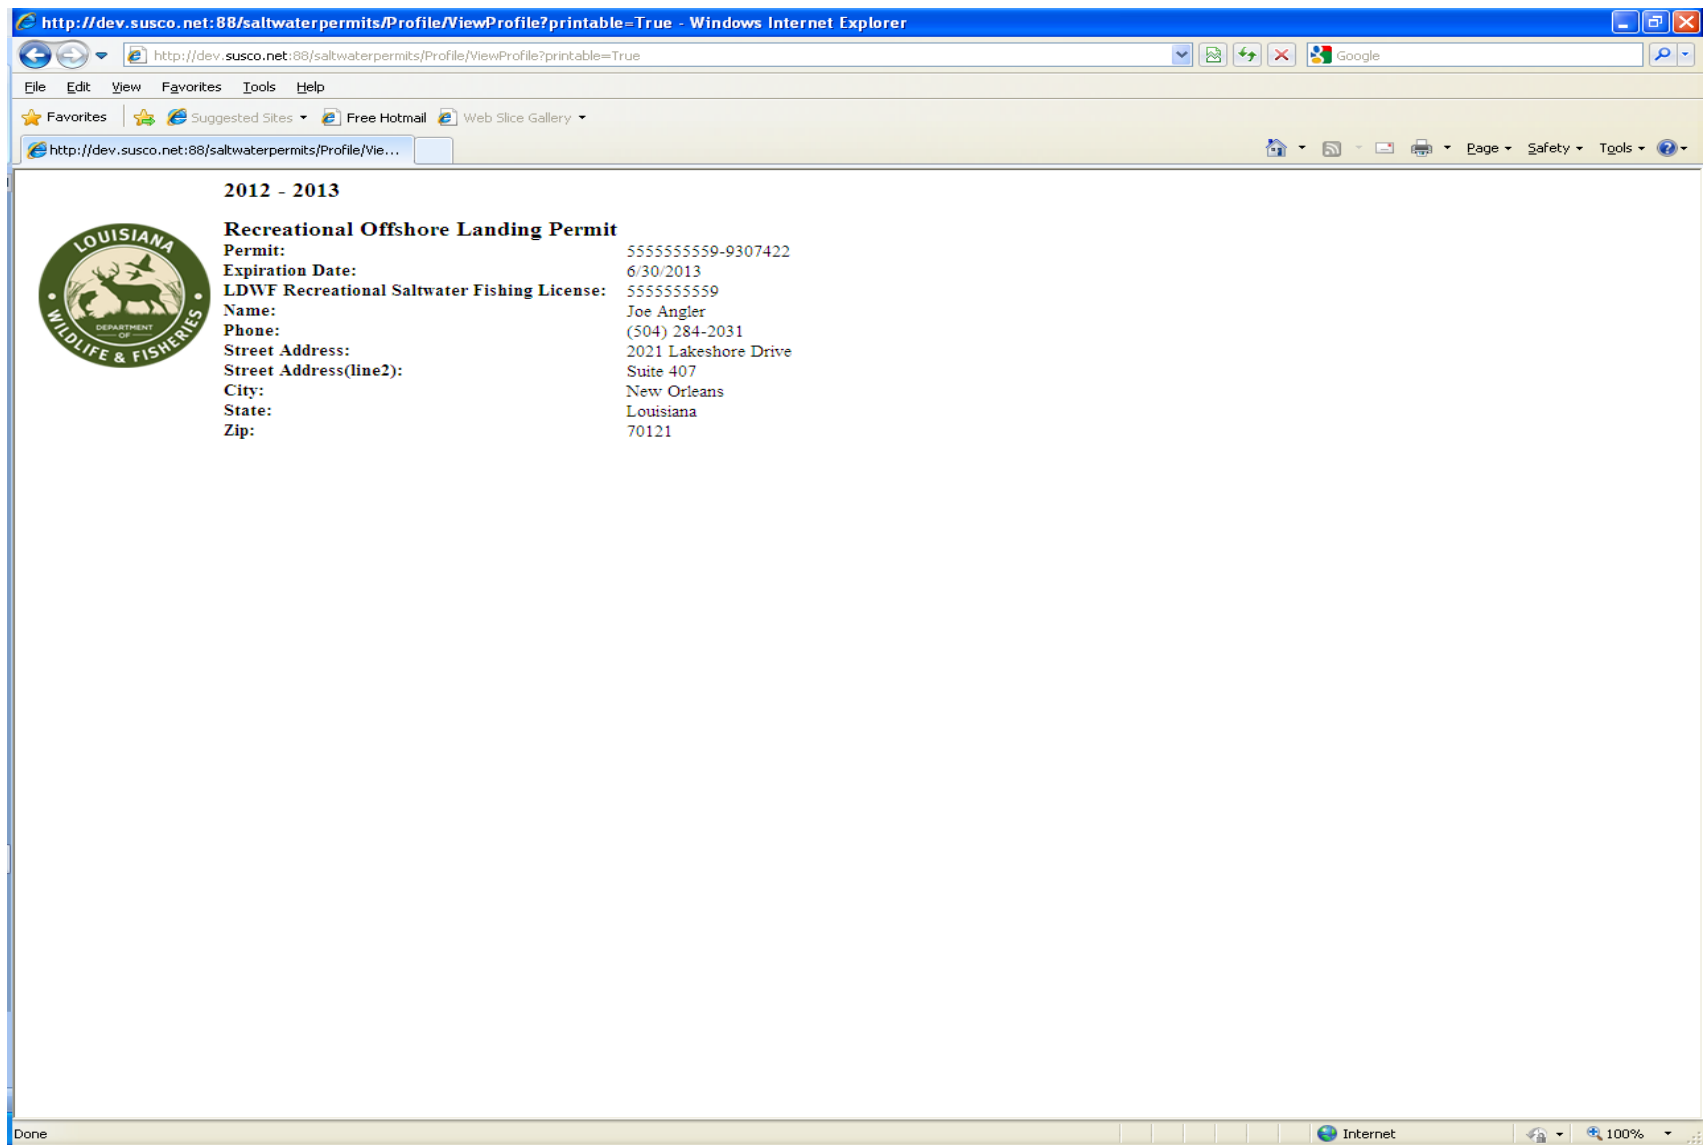 http://dev.susco.net:88/saltwaterpermits/Profile/ViewProfile?printable=True - Windows Internet Explorer
http://dev.susco.net:88/saltwaterpermits/Profile/ViewProfile?printable=True
Google
File Edit View Favorites Tools Help
Favorites Suggested Sites Free Hotmail Web Slice Gallery
http://dev.susco.net:88/saltwaterpermits/Profile/Vie...
Page Safety Tools
2012 - 2013
LOUISIANA
DEPARTMENT
OF
WILDLIFE & FISHERIES
Recreational Offshore Landing Permit
Permit: 5555555559-9307422
Expiration Date: 6/30/2013
LDWF Recreational Saltwater Fishing License: 5555555559
Name: Joe Angler
Phone: (504) 284-2031
Street Address: 2021 Lakeshore Drive
Street Address(line2): Suite 407
City: New Orleans
State: Louisiana
Zip: 70121
Done Internet 100%